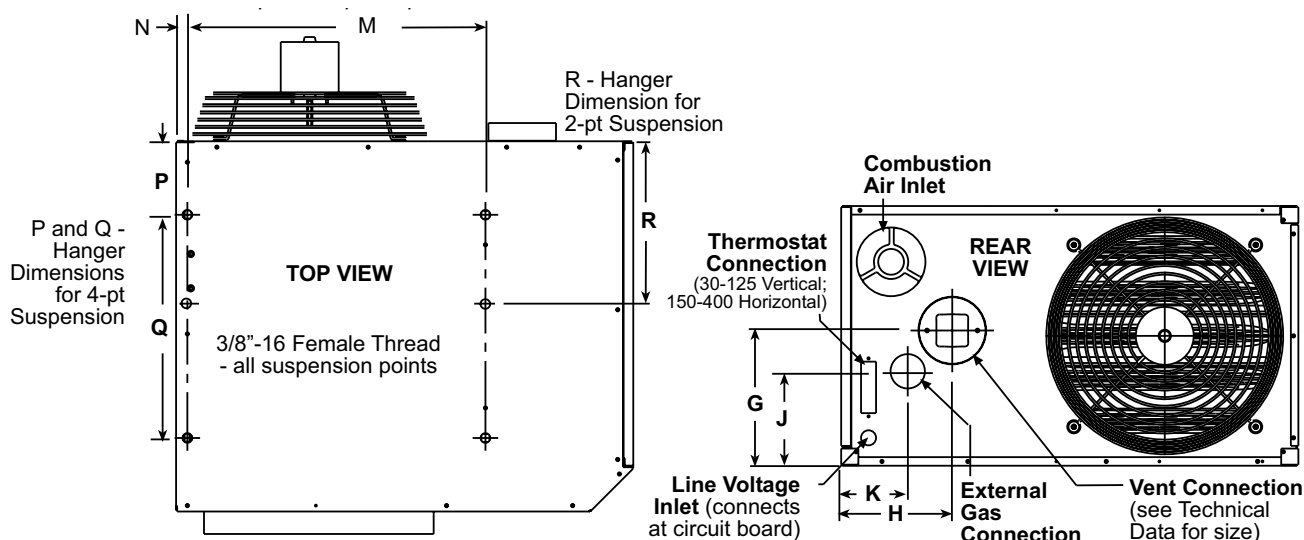 N
M
R - Hanger
Dimension for
2-pt Suspension
P
R
P and Q -
Hanger
Dimensions
for 4-pt
Suspension
TOP VIEW
Q
3/8”-16 Female Thread
- all suspension points
Combustion
Air Inlet
Thermostat
Connection
(30-125 Vertical;
150-400 Horizontal)
REAR
VIEW
G
J
K
H
Line Voltage
Inlet (connects
at circuit board)
External
Gas
Connection
Vent Connection
(see Technical
Data for size)